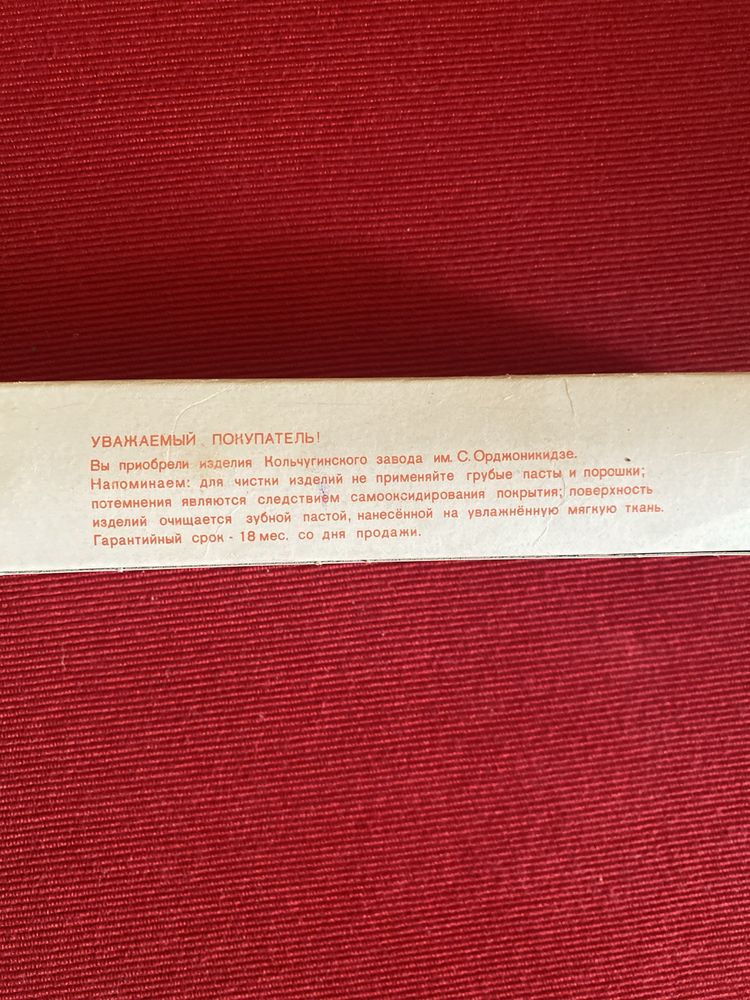 УВАЖАЕМЫЙ ПОКУПАТЕЛЬ!
Вы приобрели изделия Кольчугинского завода им. С. Орджоникидзе.
Напоминаем: для чистки изделий не применяйте грубые пасты и порошки;
потемнения являются следствием самооксидирования покрытия; поверхность
изделий очищается зубной пастой, нанесённой на увлажнённую мягкую ткань.
Гарантийный срок - 18 мес. со дня продажи.